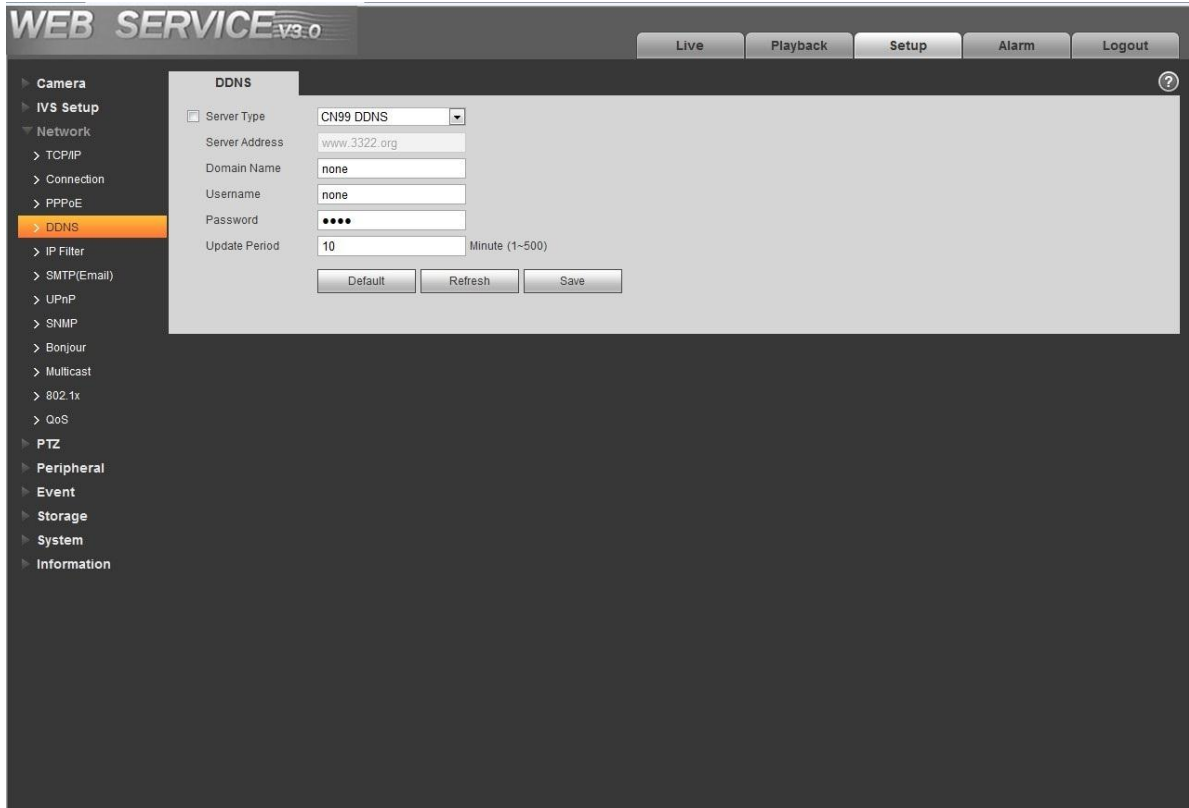 WEB SERVICE V3.0
Live Playback Setup Alarm Logout
Camera
IVS Setup
Network
TCP/IP
Connection
PPPoE
DDNS
IP Filter
SMTP(Email)
UPnP
SNMP
Bonjour
Multicast
802.1x
QoS
PTZ
Peripheral
Event
Storage
System
Information
DDNS
?
Server Type CN99 DDNS
Server Address www.3322.org
Domain Name none
Username none
Password ●●●●
Update Period 10 Minute (1~500)
Default Refresh Save